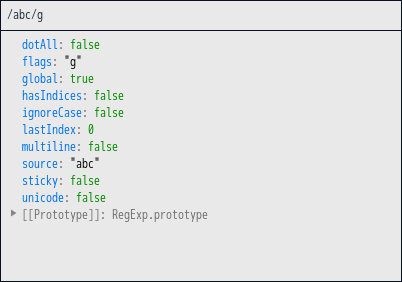 /abc/g
dotAll: false
flags: "g"
global: true
hasIndices: false
ignoreCase: false
lastIndex: 0
multiline: false
source: "abc"
sticky: false
unicode: false
[[Prototype]]: RegExp.prototype